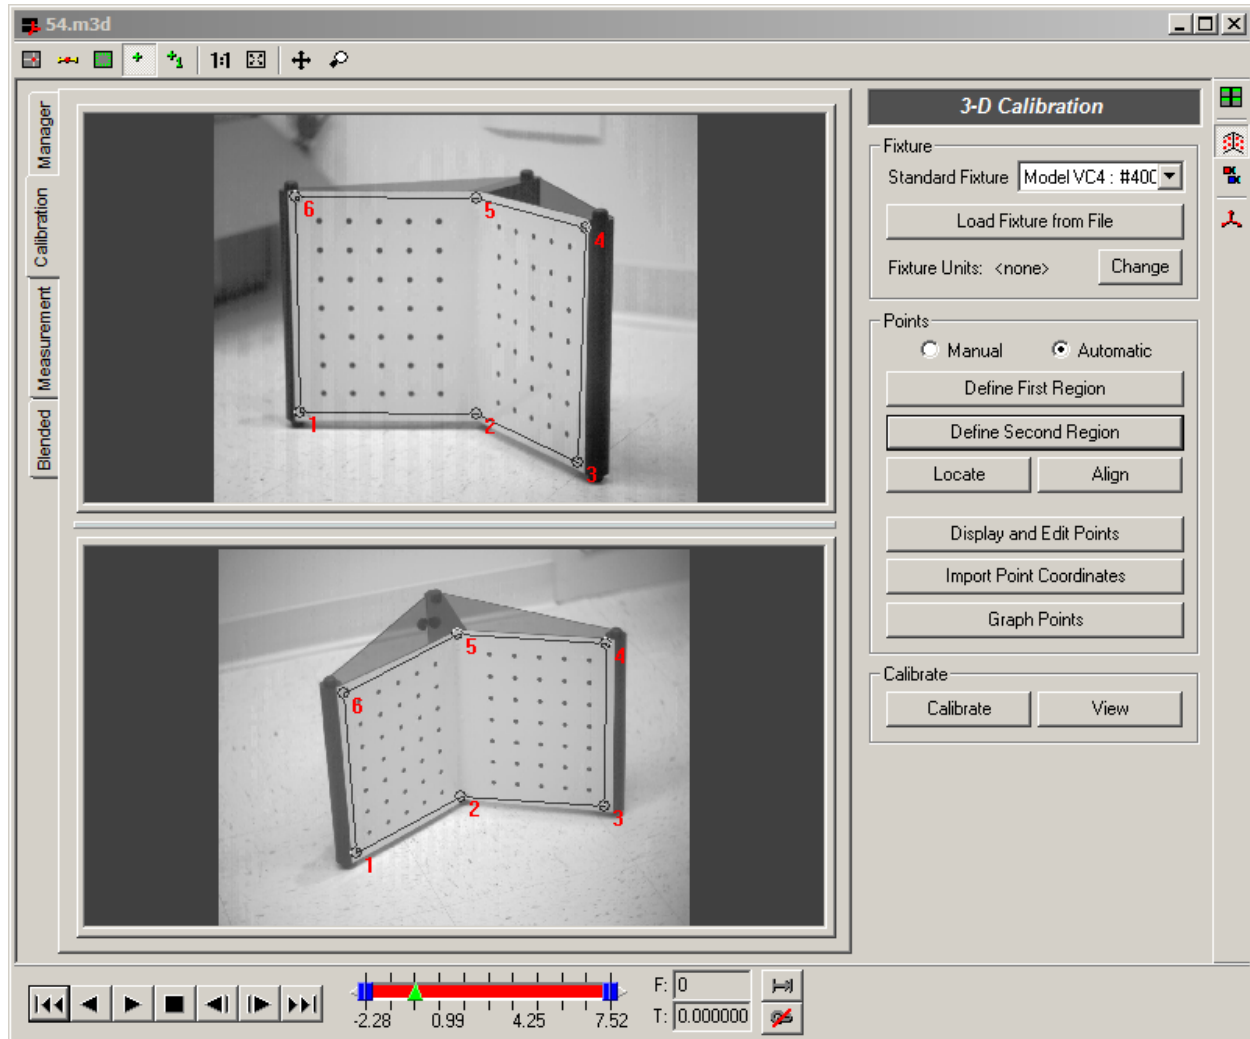 54.m3d
1:1
Manager
Calibration
Measurement
Blended
6
5
4
1
2
3
5
4
6
2
3
1
3-D Calibration
Fixture
Standard Fixture Model VC4 : #400
Load Fixture from File
Fixture Units: <none> Change
Points
Manual Automatic
Define First Region
Define Second Region
Locate Align
Display and Edit Points
Import Point Coordinates
Graph Points
Calibrate
Calibrate View
-2.28 0.99 4.25 7.52
F: 0
T: 0.000000